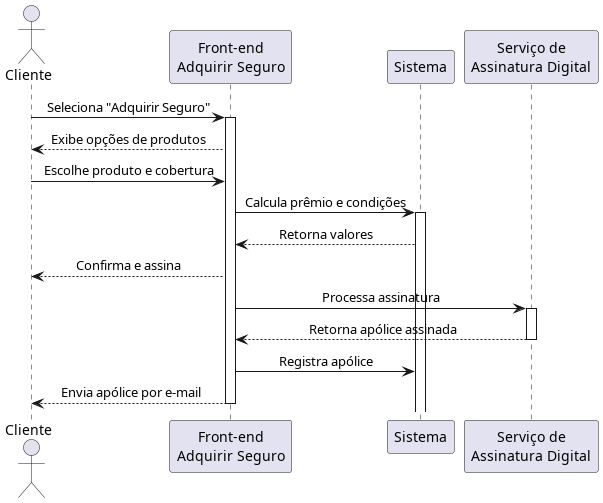 Cliente
Front-end
Adquirir Seguro
Sistema
Serviço de
Assinatura Digital
Seleciona "Adquirir Seguro"
Exibe opções de produtos
Escolhe produto e cobertura
Calcula prêmio e condições
Retorna valores
Confirma e assina
Processa assinatura
Retorna apólice assinada
Registra apólice
Envia apólice por e-mail
Cliente
Front-end
Adquirir Seguro
Sistema
Serviço de
Assinatura Digital